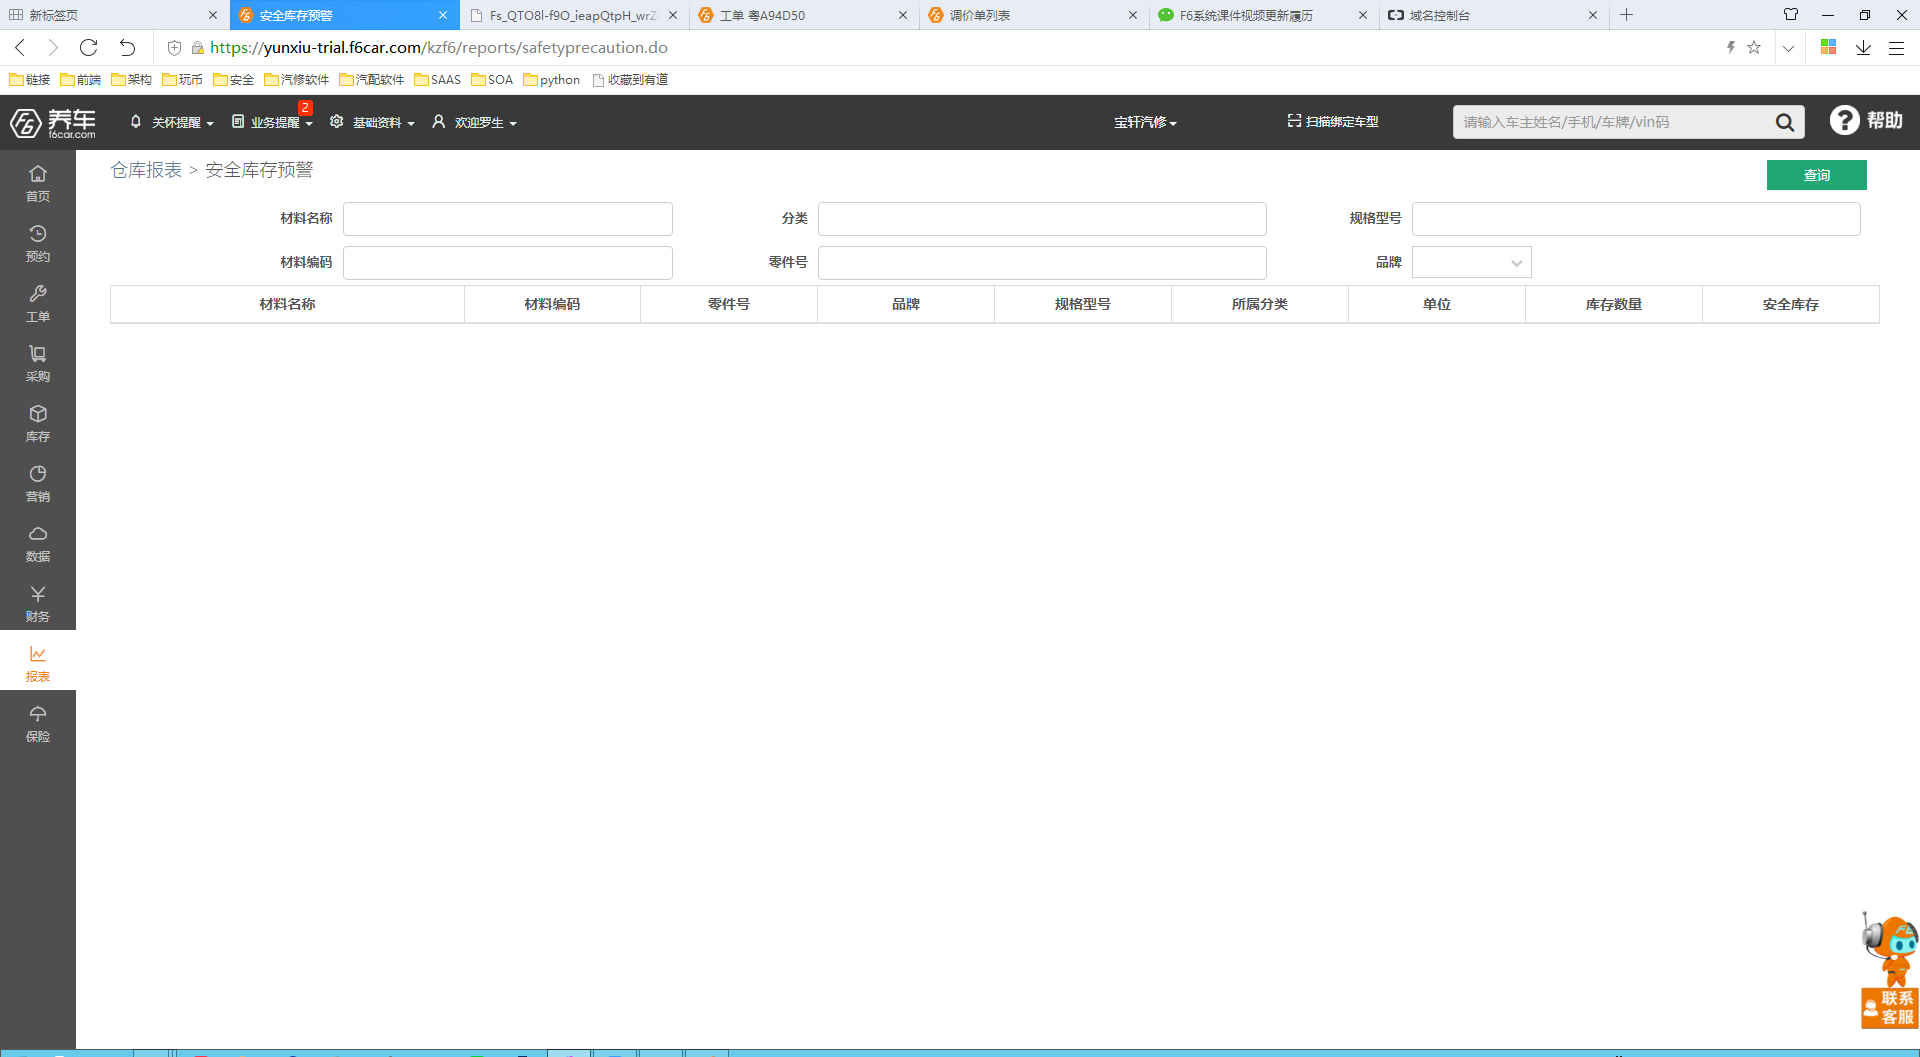 新标签页
安全库存预警
Fs_QTO8l-f9O_ieapQtpH_wrZ
工单 粤A94D50
调价单列表
F6系统课件视频更新履历
域名控制台
https://yunxiu-trial.f6car.com/kzf6/reports/safetyprecaution.do
链接 前端 架构 玩币 安全 汽修软件 汽配软件 SAAS SOA python 收藏到有道
养车
f6car.com
关怀提醒
业务提醒
2
基础资料
欢迎罗生
宝轩汽修
扫描绑定车型
请输入车主姓名/手机/车牌/vin码
帮助
首页
预约
工单
采购
库存
营销
数据
财务
报表
保险
仓库报表 > 安全库存预警
查询
材料名称 分类 规格型号
材料编码 零件号 品牌
材料名称 材料编码 零件号 品牌 规格型号 所属分类 单位 库存数量 安全库存
F6
联系
客服